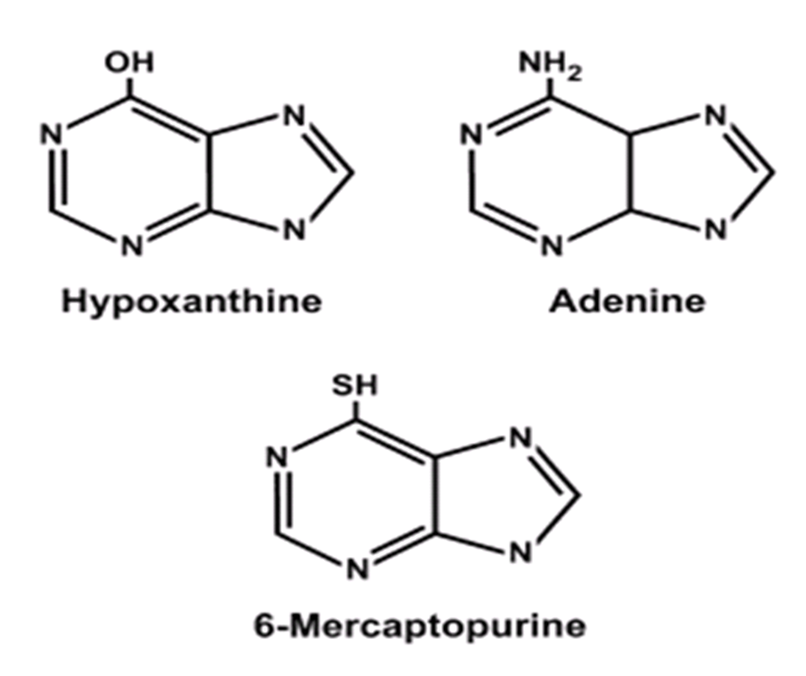 OH NH₂
N N N N
N N N N
Hypoxanthine Adenine
SH
N N
N N
6-Mercaptopurine